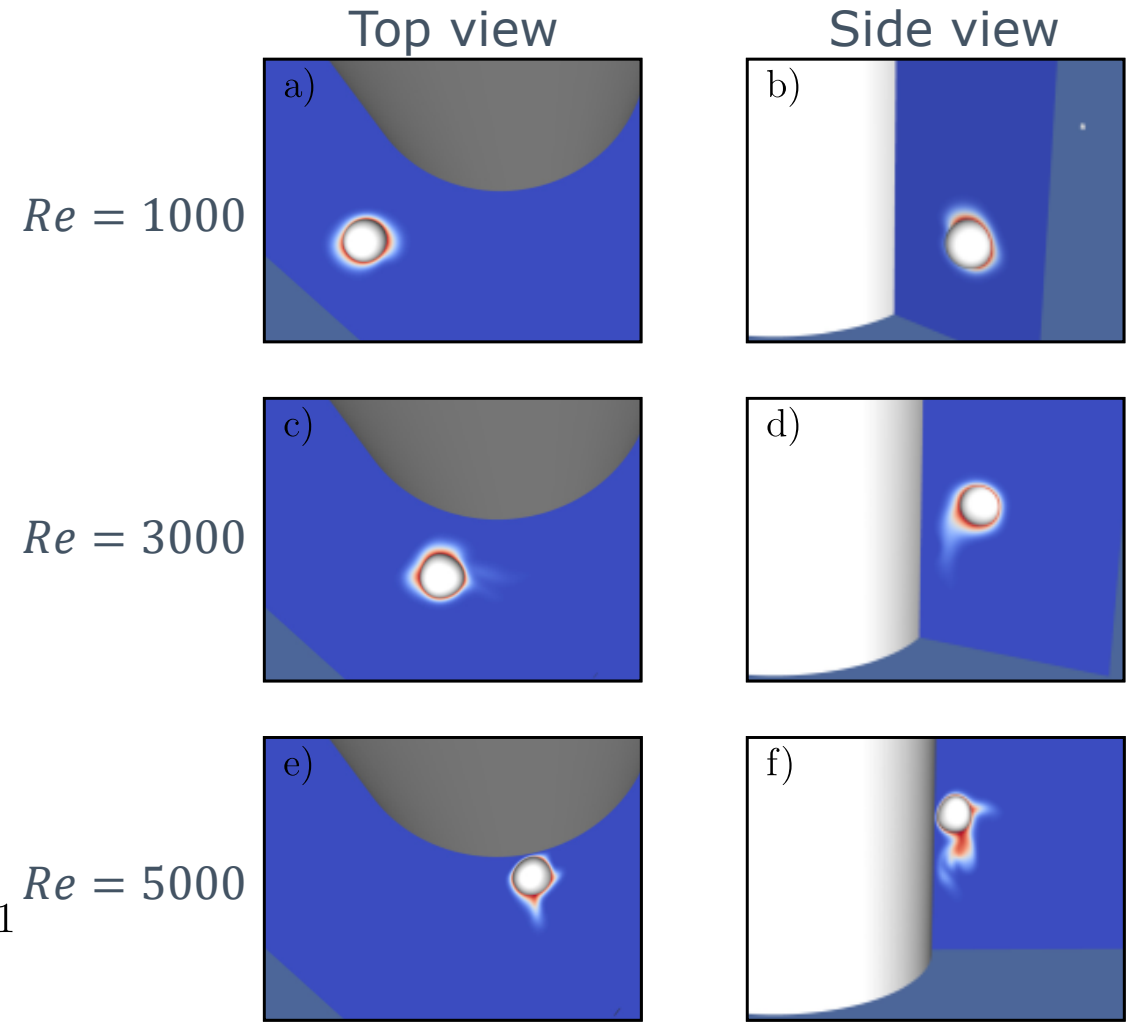 Top view
Side view
a)
b)
Re = 1000
c)
d)
Re = 3000
e)
f)
Re = 5000
1